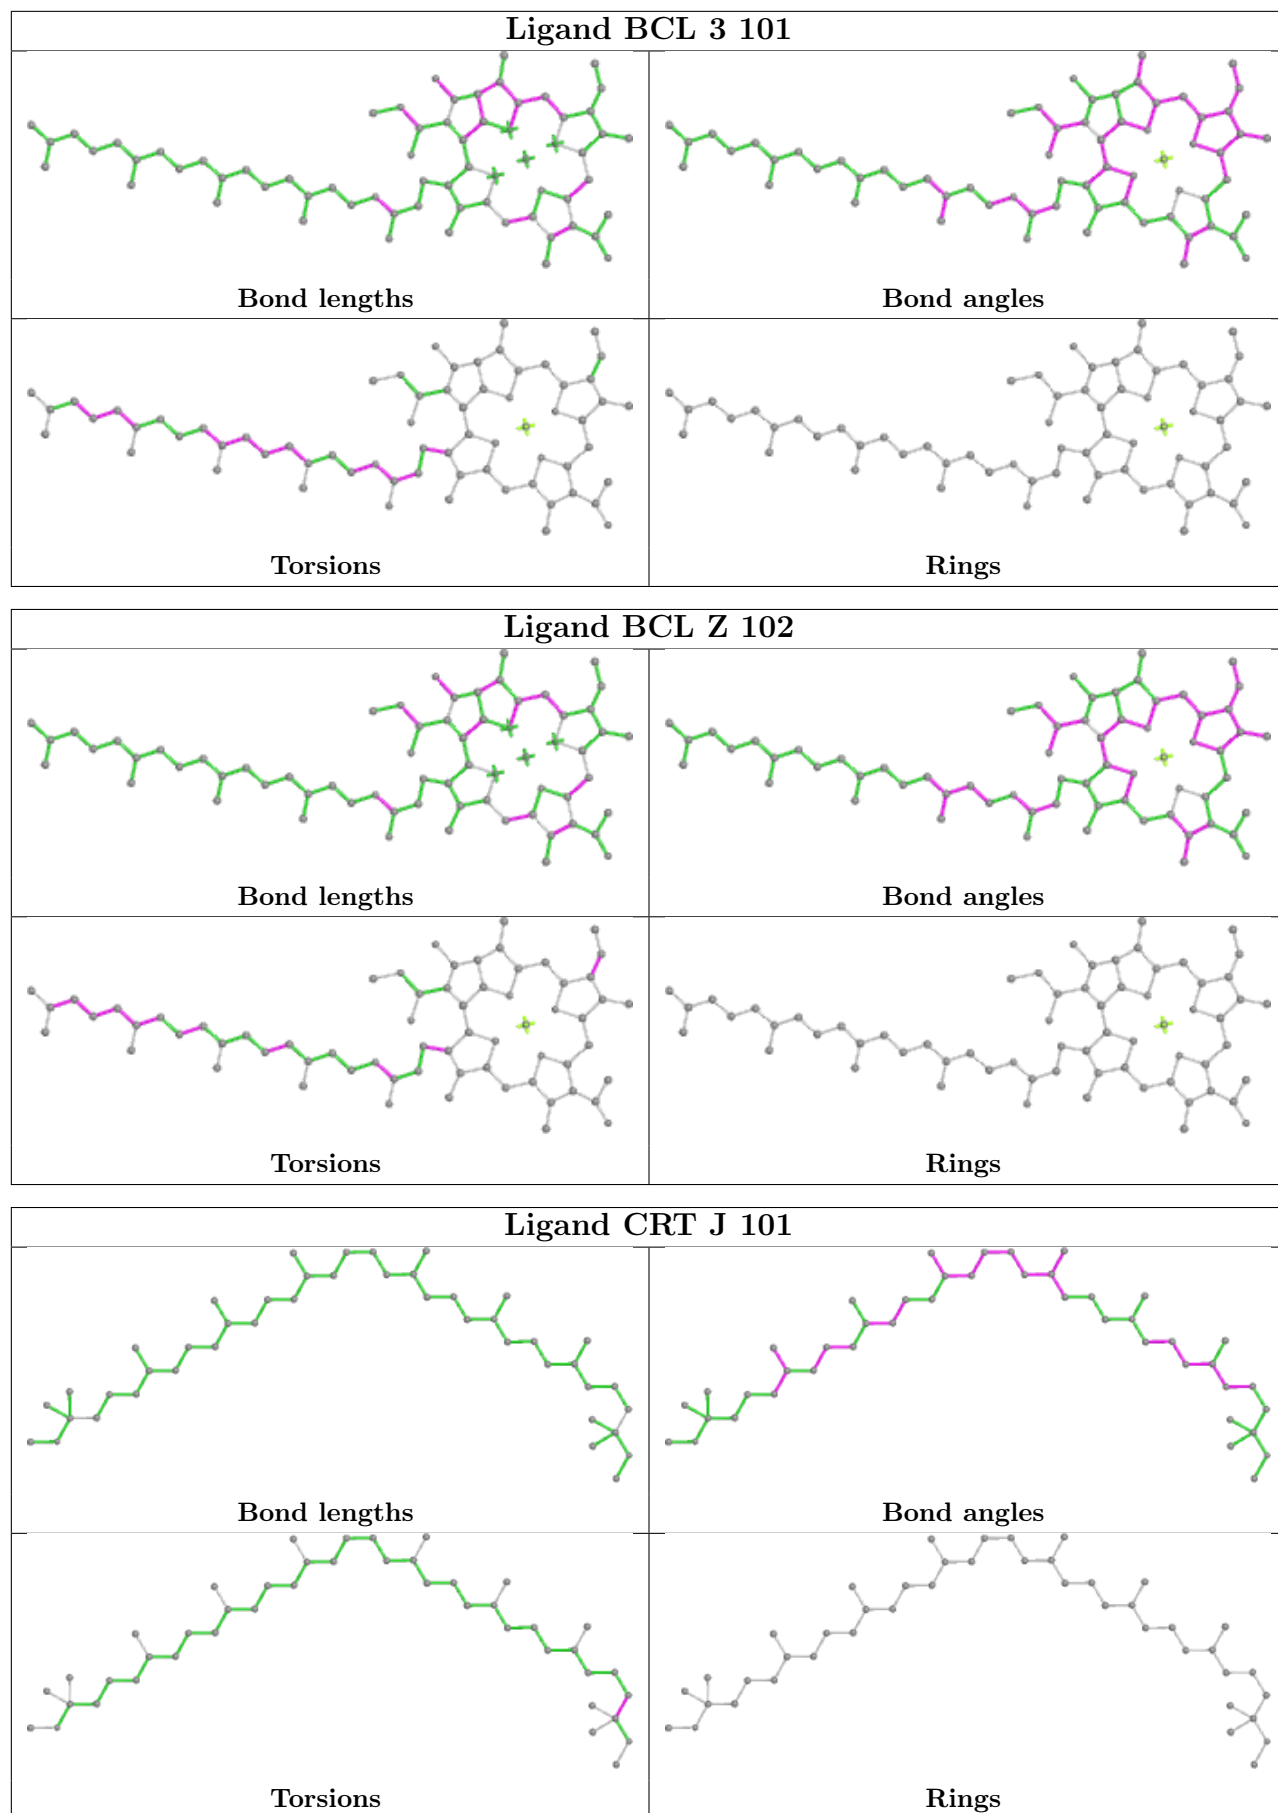 Ligand BCL 3 101
Bond lengths
Bond angles
Torsions
Rings
Ligand BCL Z 102
Bond lengths
Bond angles
Torsions
Rings
Ligand CRT J 101
Bond lengths
Bond angles
Torsions
Rings